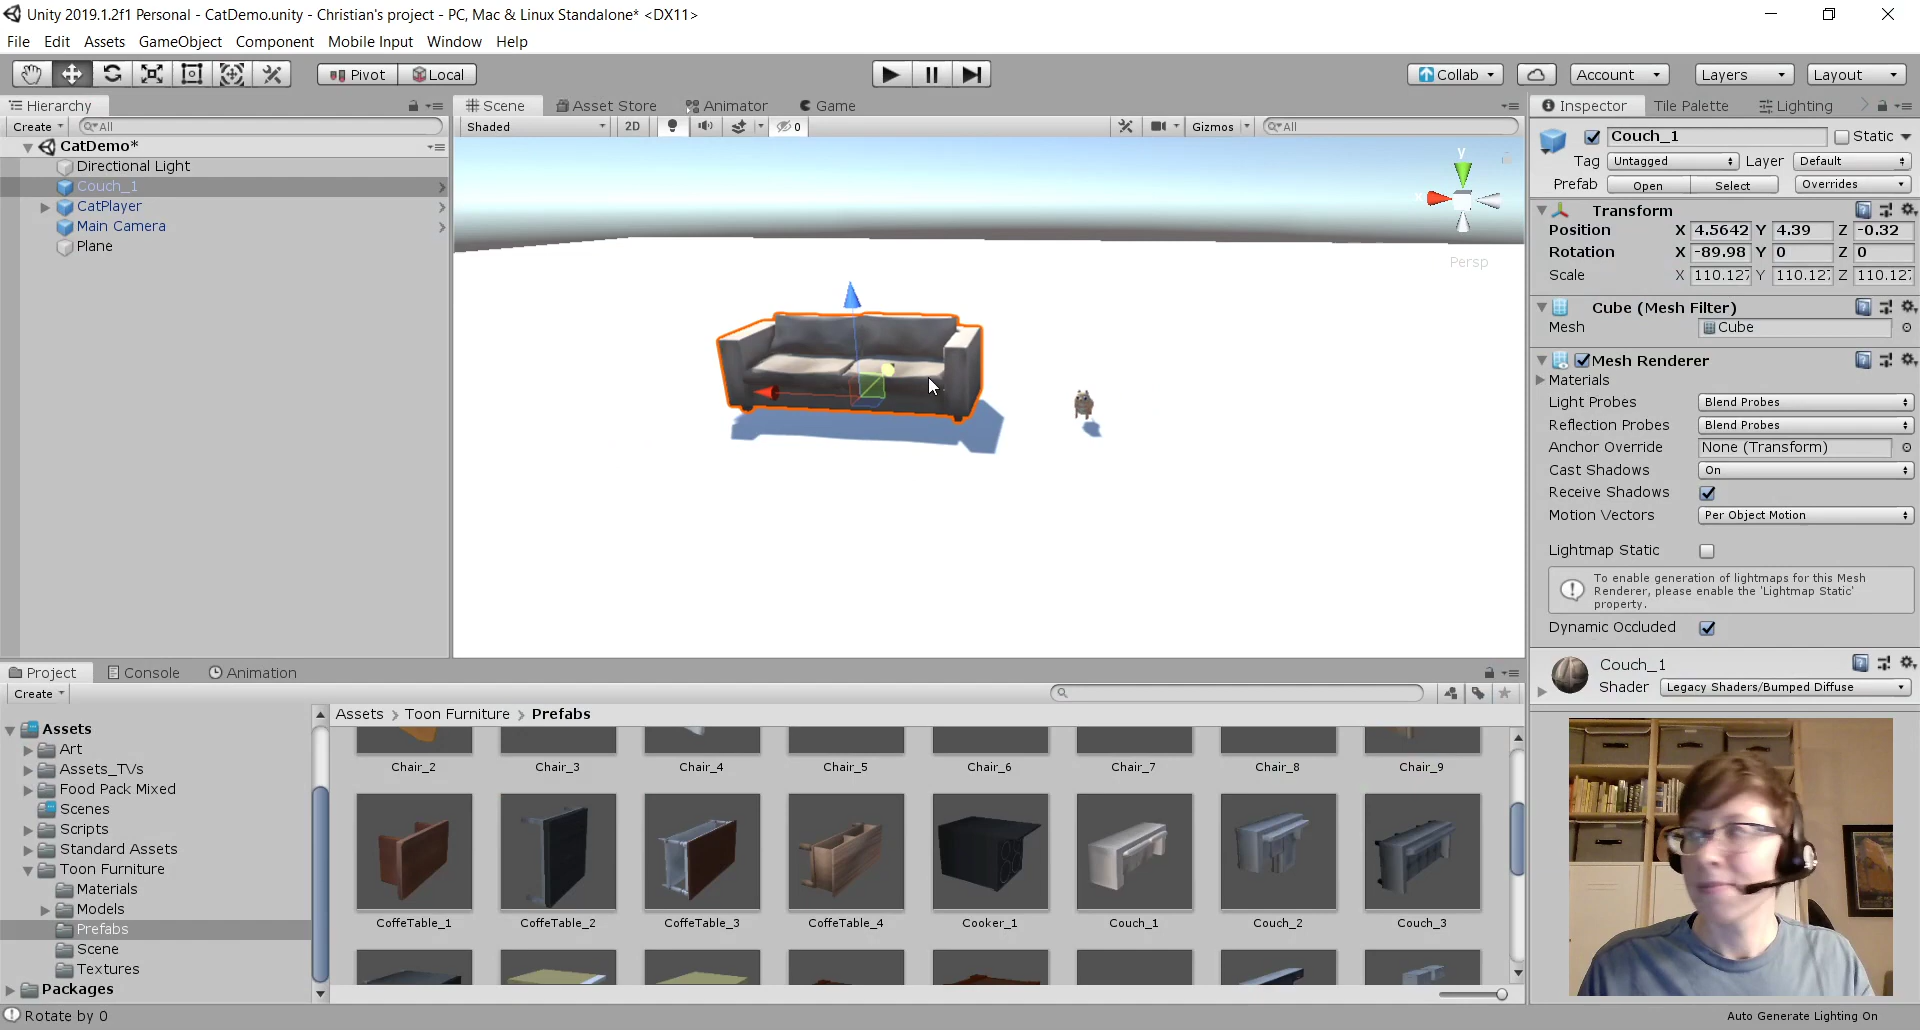 Unity 2019.1.2f1 Personal - CatDemo.unity - Christian's project - PC, Mac & Linux Standalone* <DX11>
File Edit Assets GameObject Component Mobile Input Window Help
Pivot Local Collab Account Layers Layout
Hierarchy
Create All
CatDemo*
Directional Light
Couch_1
CatPlayer
Main Camera
Plane
Scene Asset Store Animator Game
Shaded 2D 0 Gizmos All
y
Persp
Inspector Tile Palette Lighting
Couch_1 Static
Tag Untagged Layer Default
Prefab Open Select Overrides
Transform
Position X 4.5642 Y 4.39 Z -0.32
Rotation X -89.98 Y 0 Z 0
Scale X 110.127 Y 110.127 Z 110.127
Cube (Mesh Filter)
Mesh Cube
Mesh Renderer
Materials
Light Probes Blend Probes
Reflection Probes Blend Probes
Anchor Override None (Transform)
Cast Shadows On
Receive Shadows
Motion Vectors Per Object Motion
Lightmap Static
To enable generation of lightmaps for this Mesh
Renderer, please enable the 'Lightmap Static'
property.
Dynamic Occluded
Couch_1
Shader Legacy Shaders/Bumped Diffuse
Project Console Animation
Create
Assets
Art
Assets_TVs
Food Pack Mixed
Scenes
Scripts
Standard Assets
Toon Furniture
Materials
Models
Prefabs
Scene
Textures
Packages
Assets > Toon Furniture > Prefabs
Chair_2 Chair_3 Chair_4 Chair_5 Chair_6 Chair_7 Chair_8 Chair_9
CoffeTable_1 CoffeTable_2 CoffeTable_3 CoffeTable_4 Cooker_1 Couch_1 Couch_2 Couch_3
Rotate by 0
Auto Generate Lighting On